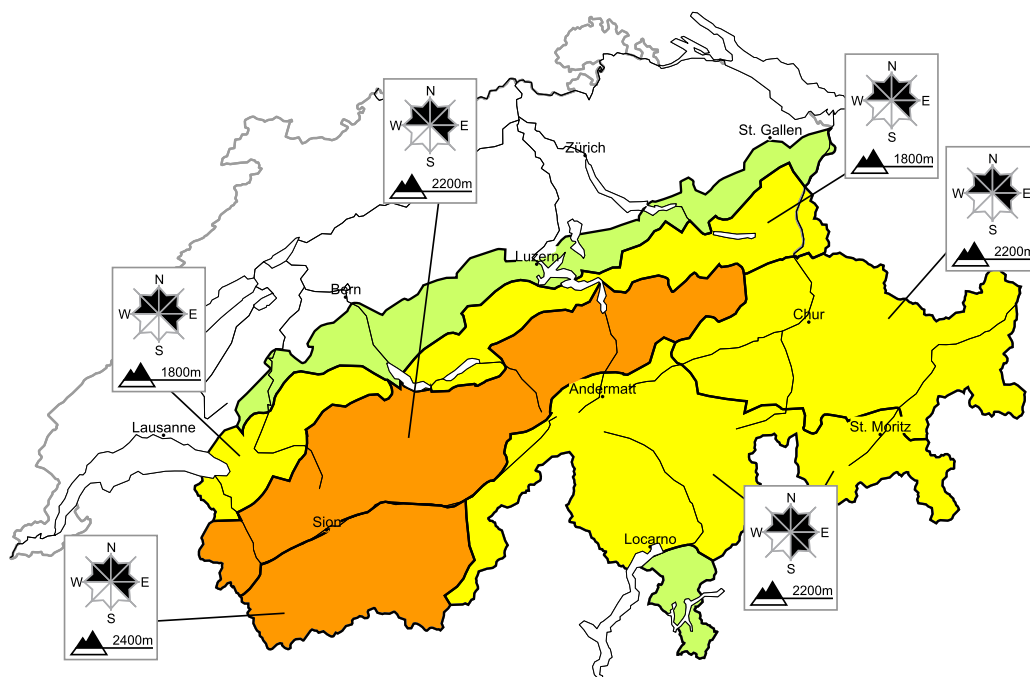 N
W E
S
2200m
N
W E
S
1800m
N
W E
S
2200m
N
W E
S
1800m
N
W E
S
2400m
N
W E
S
2200m
St. Gallen
Zürich
Luzern
Bern
Chur
Andermatt
Lausanne
St. Moritz
Sion
Locarno